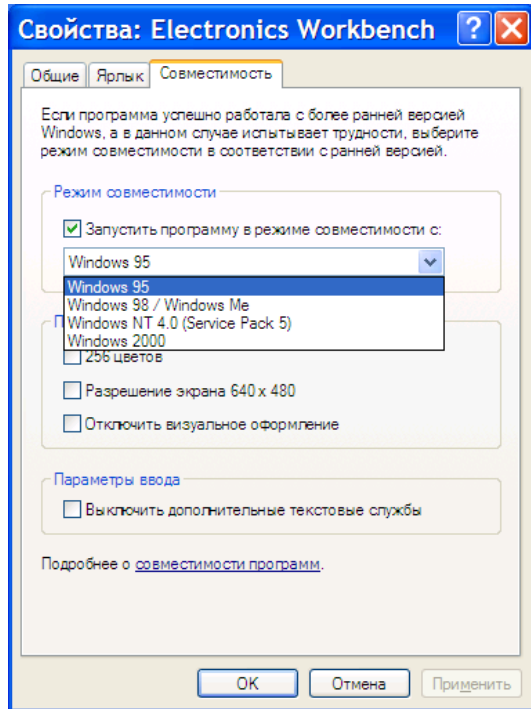 Свойства: Electronics Workbench
Общие
Ярлык
Совместимость
Если программа успешно работала с более ранней версией
Windows, а в данном случае испытывает трудности, выберите
режим совместимости в соответствии с ранней версией.
Режим совместимости
Запустить программу в режиме совместимости с:
Windows 95
Windows 95
Windows 98 / Windows Me
Windows NT 4.0 (Service Pack 5)
Windows 2000
256 цветов
Разрешение экрана 640 x 480
Отключить визуальное оформление
Параметры ввода
Выключить дополнительные текстовые службы
Подробнее о совместимости программ.
OK
Отмена
Применить